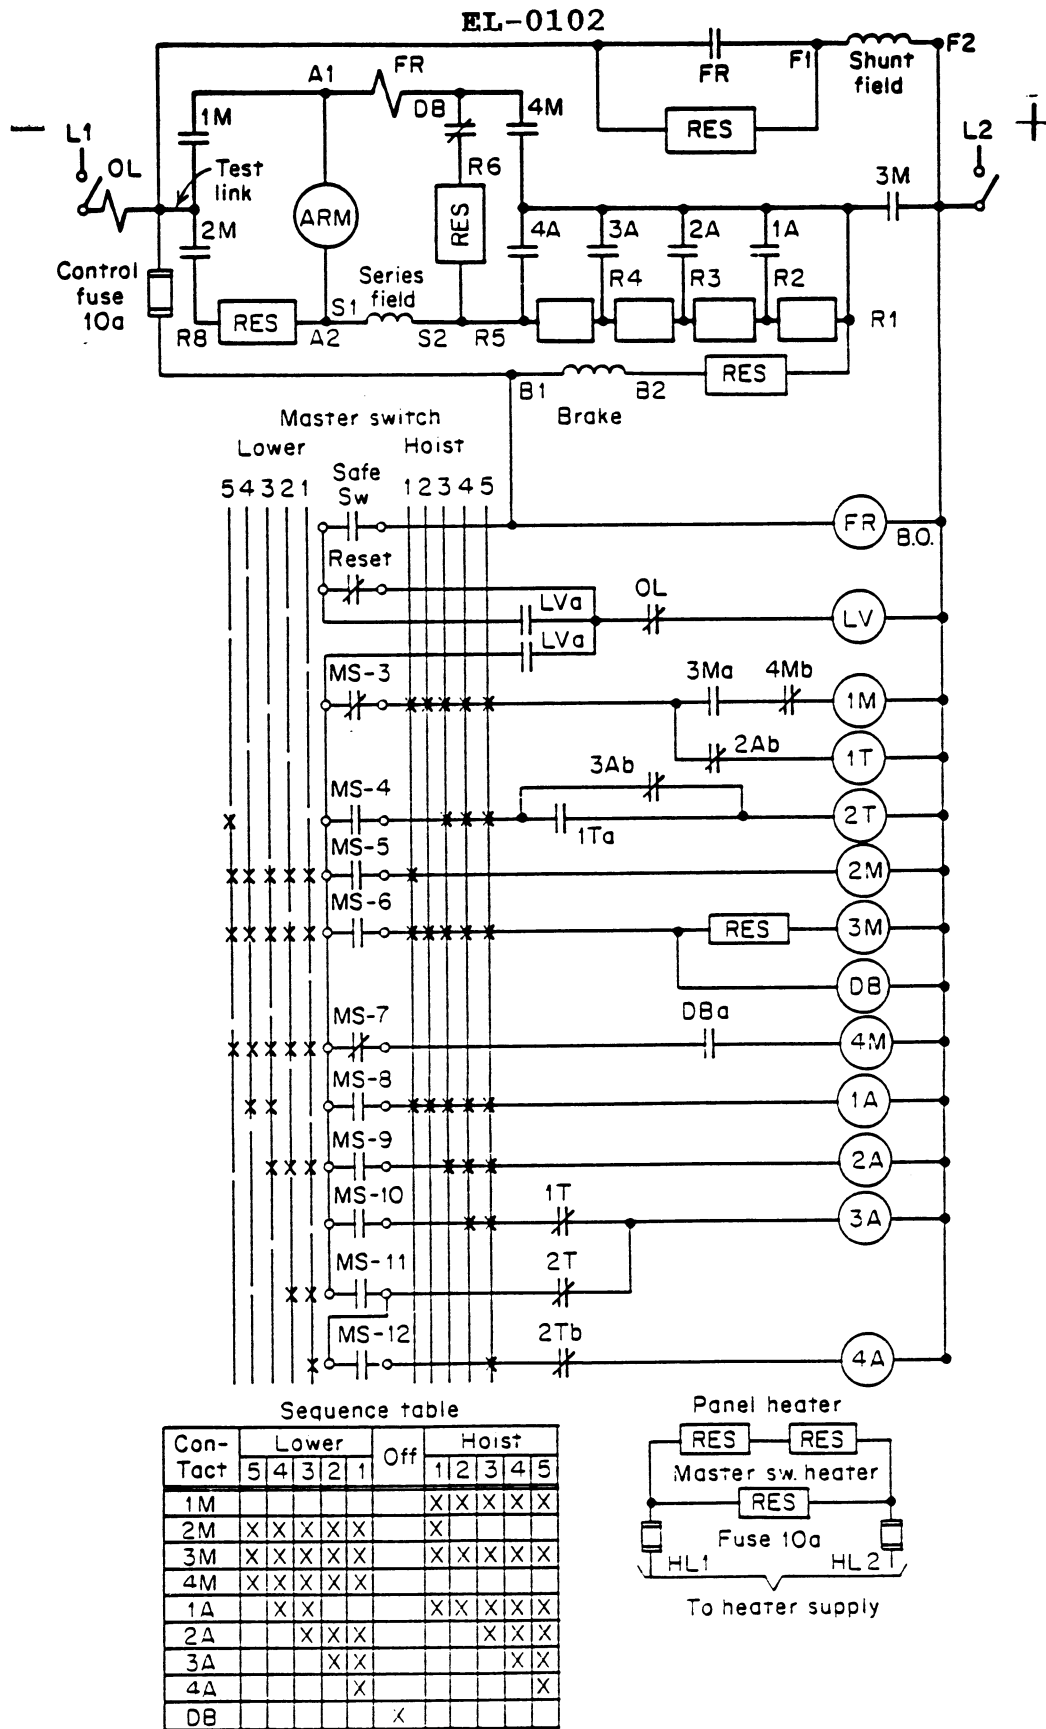 EL-0102
FR
F1
F2
Shunt
field
RES
A1
FR
DB
4M
1M
L1
OL
Test
link
R6
RES
L2
3M
ARM
2M
4A
3A
2A
1A
Control
fuse
10a
R4
R3
R2
Series
field
R8
RES
S1
A2
S2
R5
R1
B1
B2
RES
Brake
Master switch
Lower
Hoist
5 4 3 2 1
Safe
Sw
1 2 3 4 5
FR
B.O.
Reset
LVa
OL
LV
LVa
MS-3
3Ma
4Mb
1M
2Ab
1T
3Ab
MS-4
1Ta
2T
MS-5
2M
MS-6
RES
3M
DB
MS-7
DBa
4M
MS-8
1A
MS-9
2A
MS-10
1T
3A
MS-11
2T
MS-12
2Tb
4A
Sequence table
Con-
Tact
Lower
Off
Hoist
5 4 3 2 1
1 2 3 4 5
1M X X X X X
2M X X X X X X
3M X X X X X X X X X X
4M X X X X X
1A X X X X X X X
2A X X X X X X
3A X X X X
4A X X
DB X
Panel heater
RES
RES
Master sw. heater
RES
Fuse 10a
HL1
HL2
To heater supply